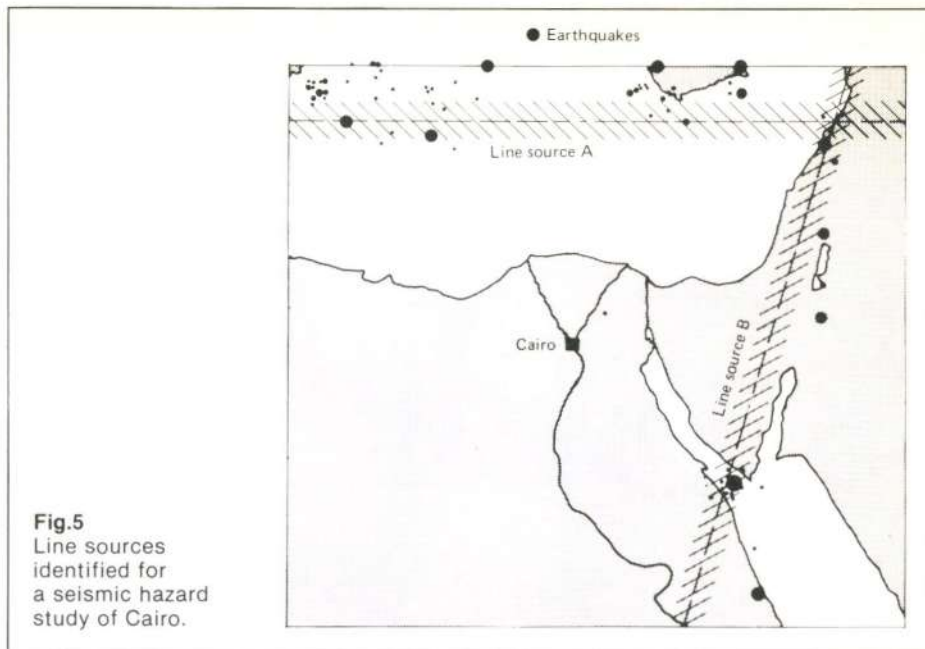 Earthquakes
Line source A
Cairo
Line source B
Fig.5
Line sources
identified for
a seismic hazard
study of Cairo.